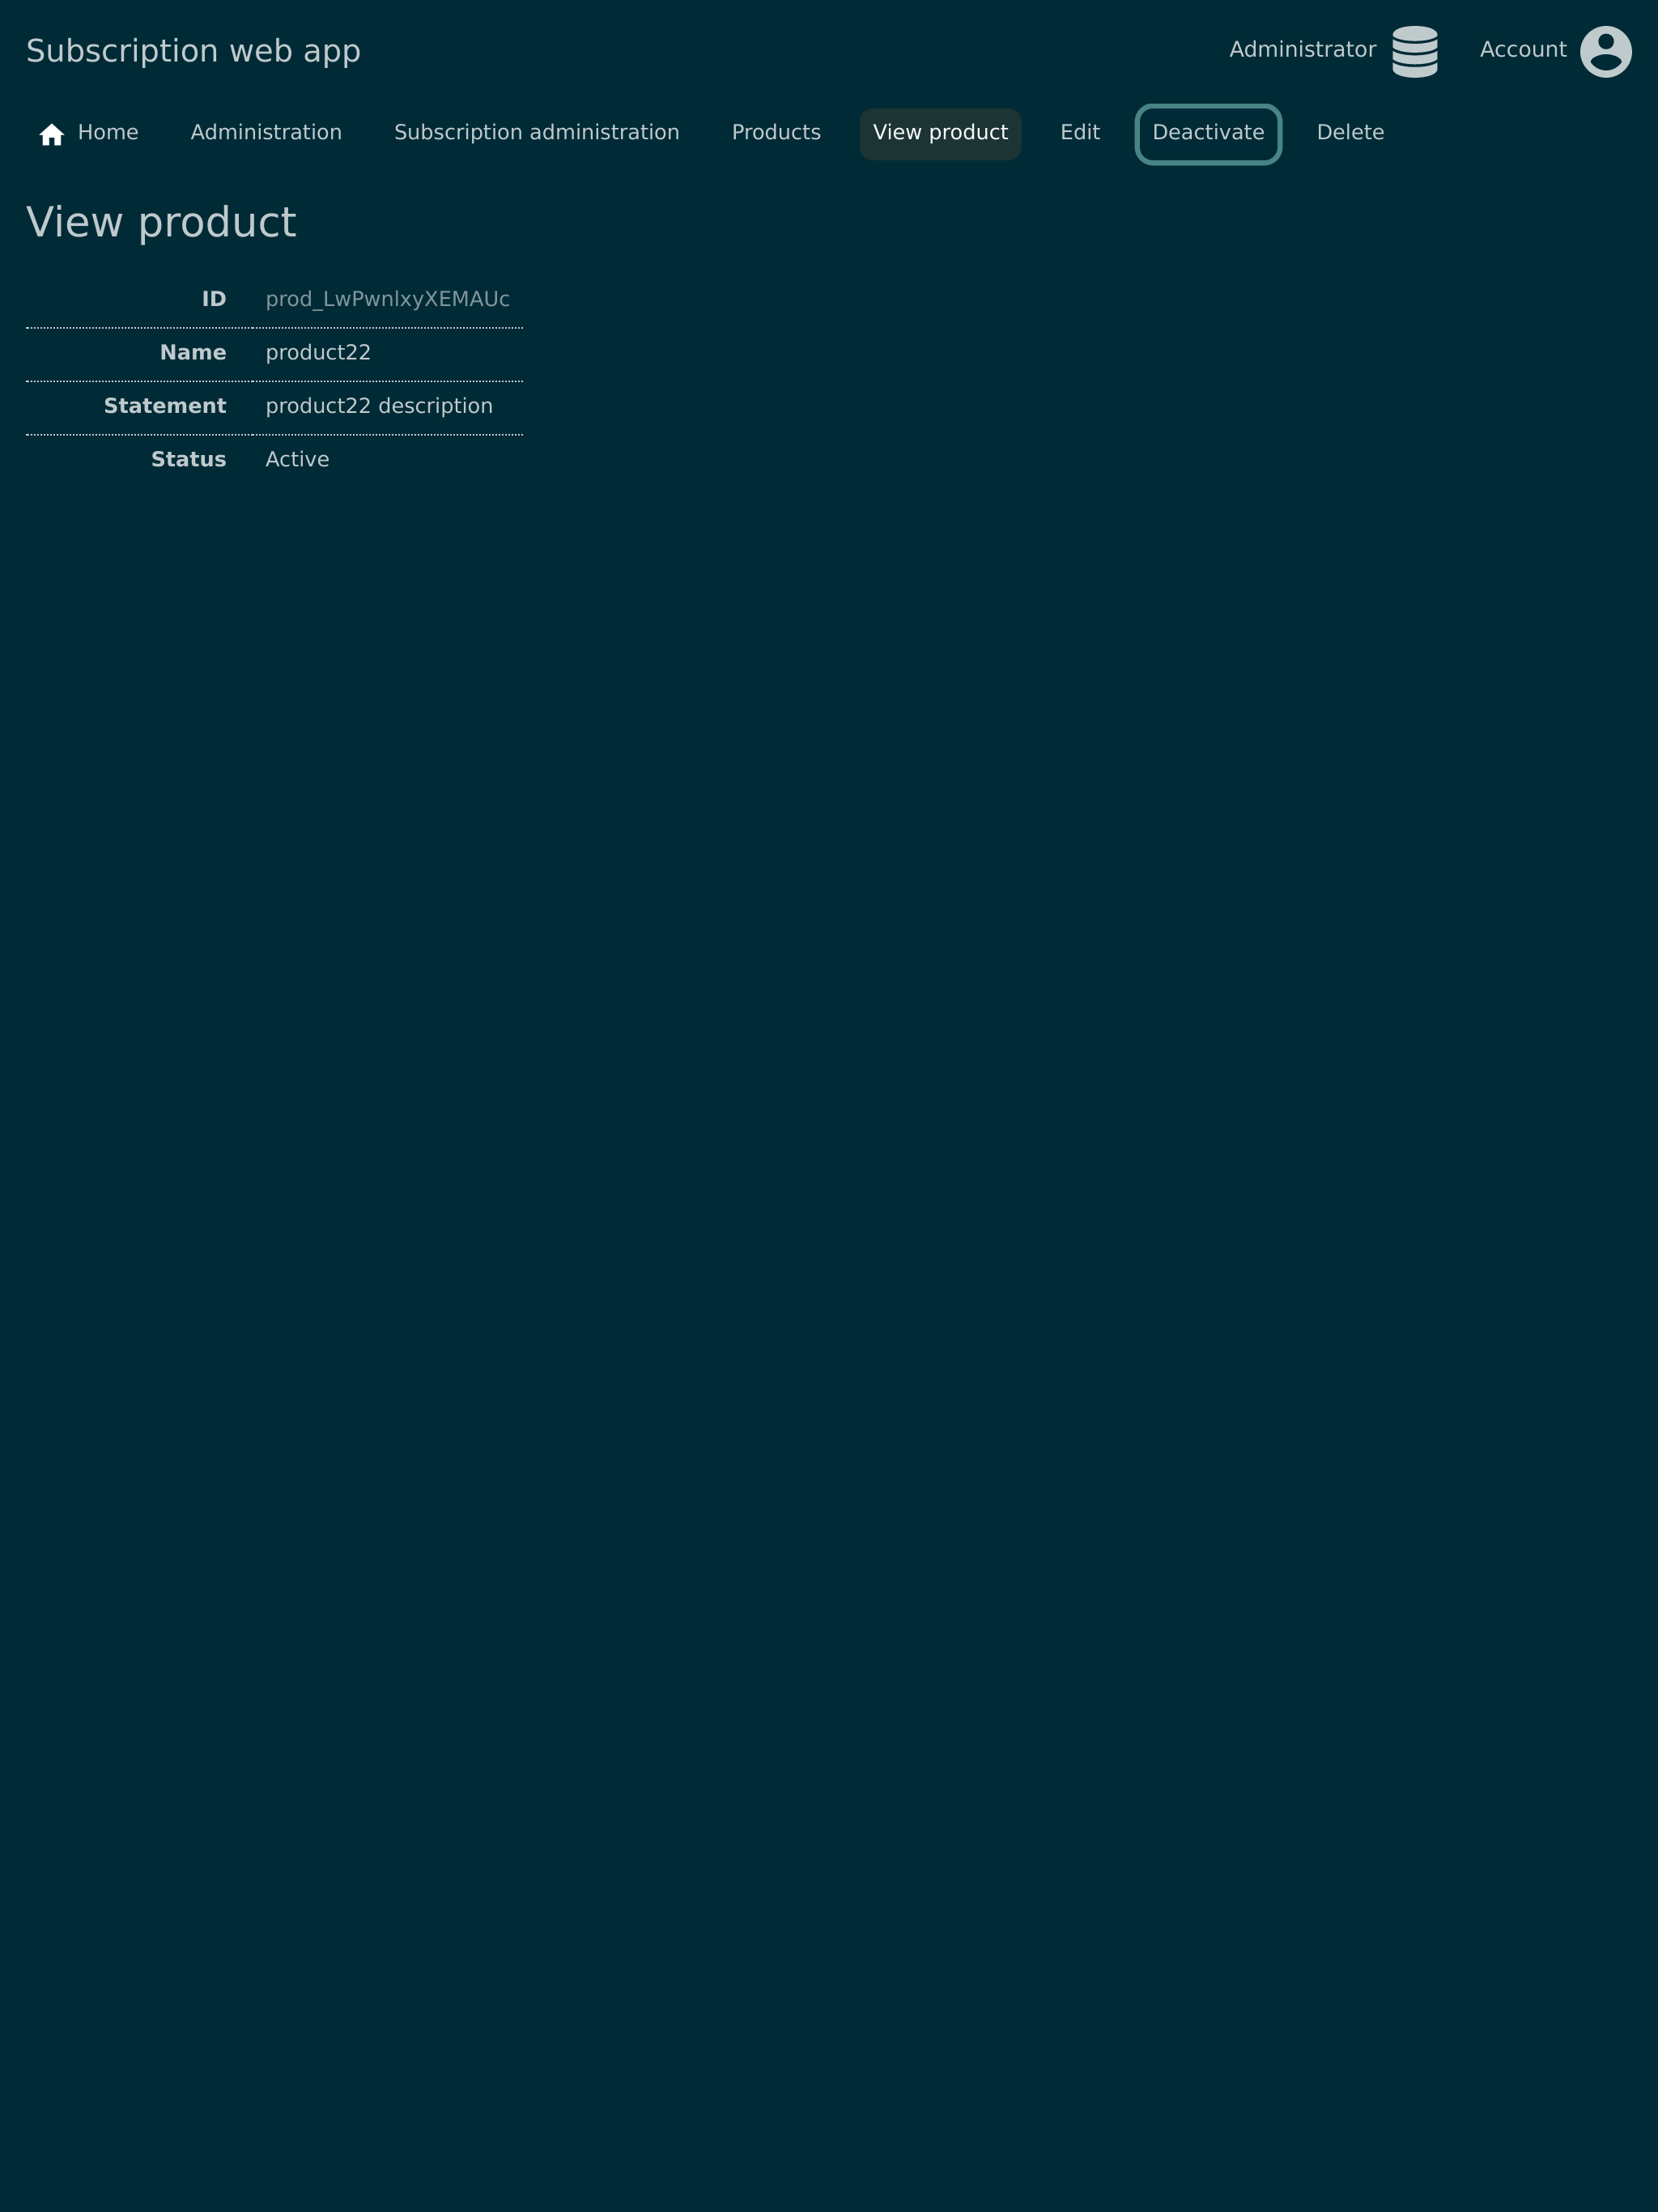 Subscription web app
Administrator Account
Home Administration Subscription administration Products View product Edit Deactivate Delete
View product
ID prod_LwPwnlxyXEMAUc
Name product22
Statement product22 description
Status Active